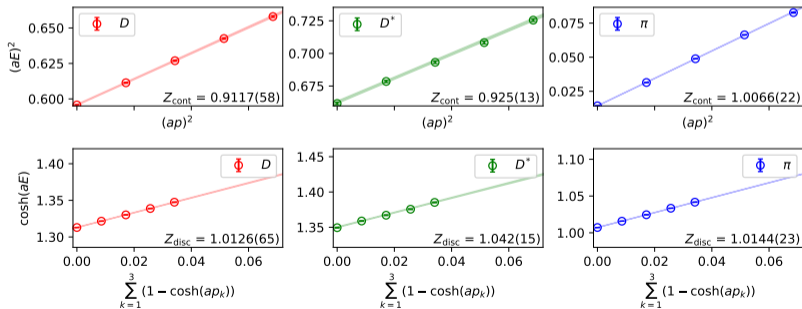 D
D*
π
(aE)²
0.650
0.625
0.600
0.725
0.700
0.675
0.075
0.050
0.025
Z_cont = 0.9117(58)
Z_cont = 0.925(13)
Z_cont = 1.0066(22)
(ap)²
(ap)²
(ap)²
D
D*
π
cosh(aE)
1.40
1.35
1.30
1.45
1.40
1.35
1.10
1.05
1.00
Z_disc = 1.0126(65)
Z_disc = 1.042(15)
Z_disc = 1.0144(23)
0.00 0.02 0.04 0.06
0.00 0.02 0.04 0.06
0.00 0.02 0.04 0.06
3
∑ (1 − cosh(ap_k))
k = 1
3
∑ (1 − cosh(ap_k))
k = 1
3
∑ (1 − cosh(ap_k))
k = 1